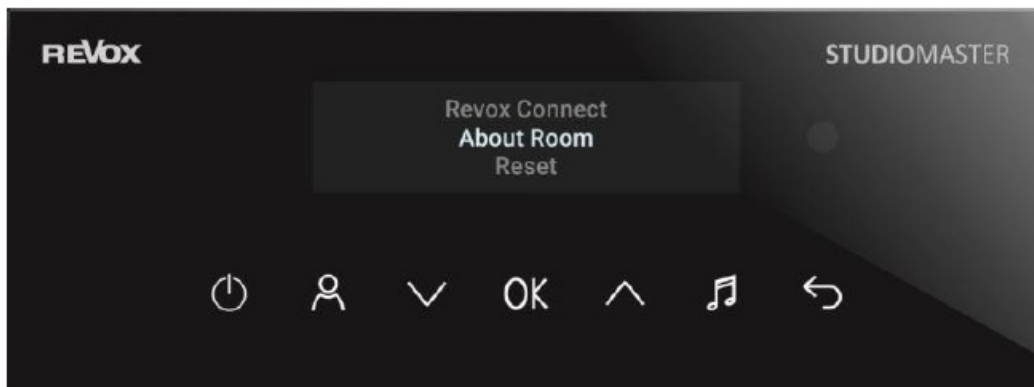 REVOX
STUDIOMASTER
Revox Connect
About Room
Reset
OK